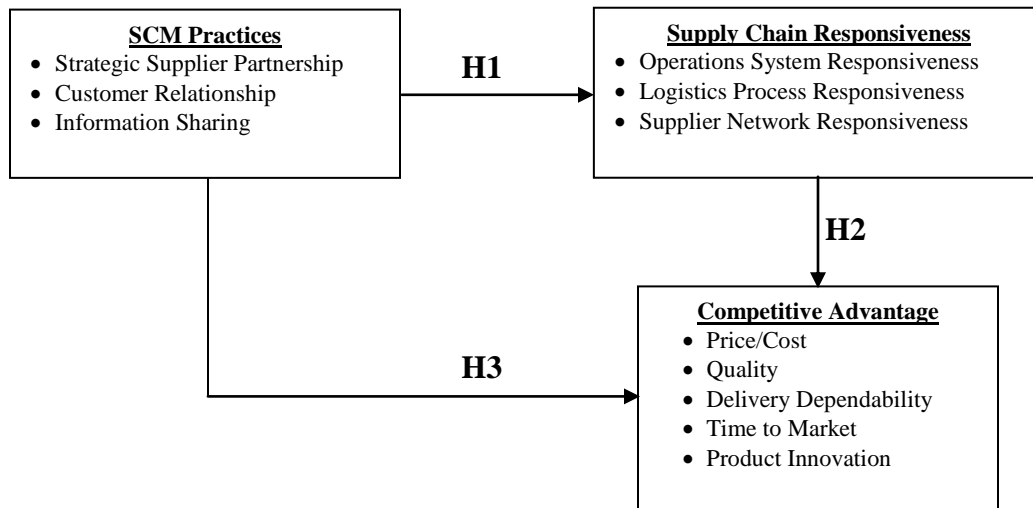 SCM Practices
• Strategic Supplier Partnership
• Customer Relationship
• Information Sharing
H1
Supply Chain Responsiveness
• Operations System Responsiveness
• Logistics Process Responsiveness
• Supplier Network Responsiveness
H2
H3
Competitive Advantage
• Price/Cost
• Quality
• Delivery Dependability
• Time to Market
• Product Innovation